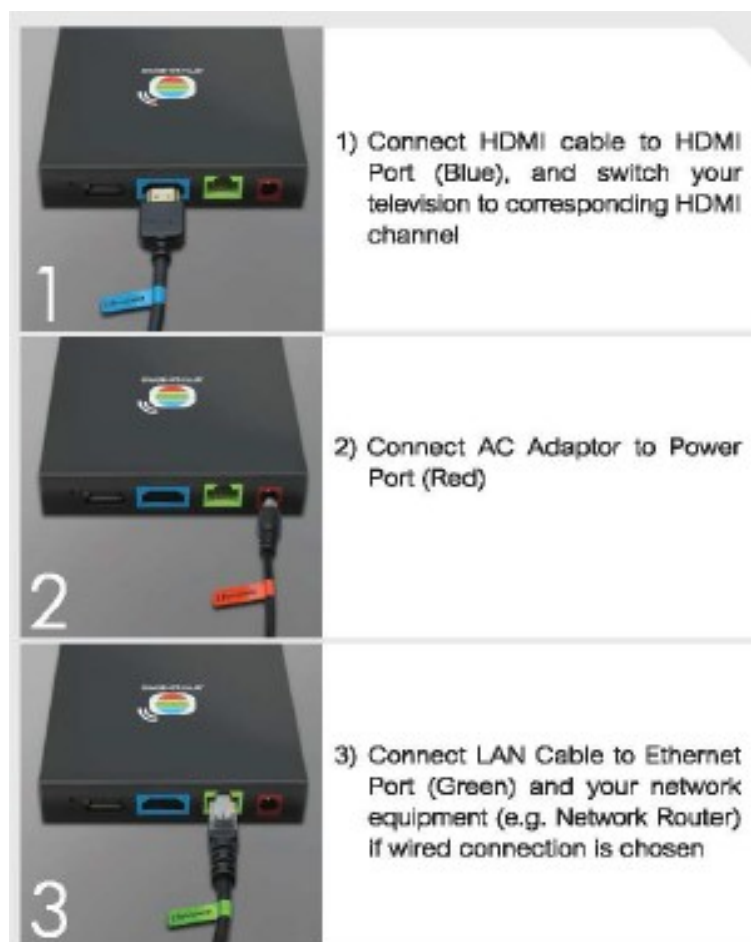 1
1) Connect HDMI cable to HDMI
Port (Blue), and switch your
television to corresponding HDMI
channel
2
2) Connect AC Adaptor to Power
Port (Red)
3
3) Connect LAN Cable to Ethernet
Port (Green) and your network
equipment (e.g. Network Router)
if wired connection is chosen